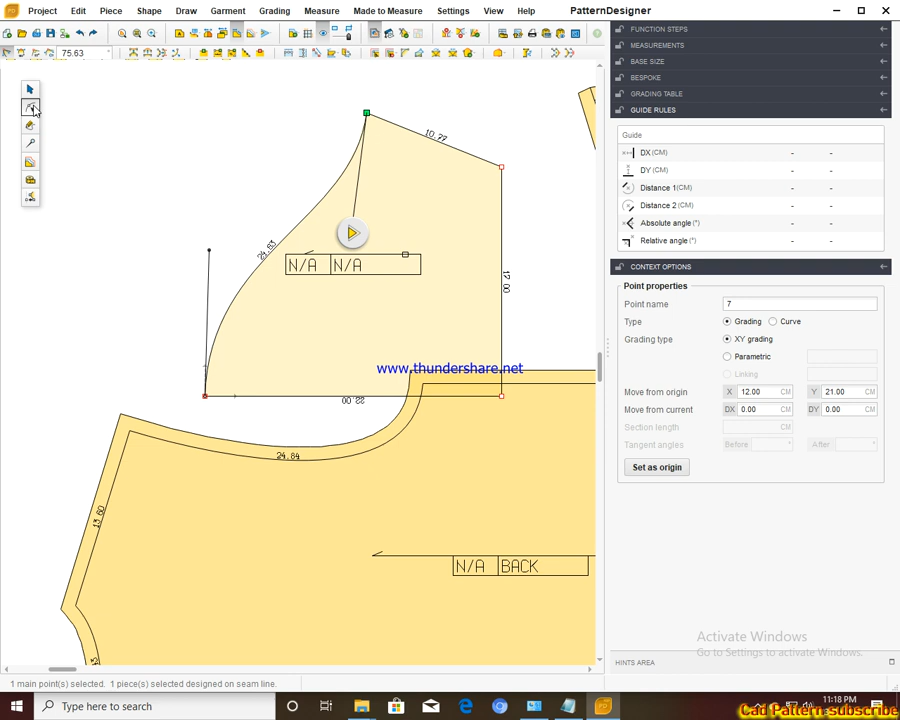 Project Edit Piece Shape Draw Garment Grading Measure Made to Measure Settings View Help PatternDesigner
75.63
FUNCTION STEPS
MEASUREMENTS
BASE SIZE
BESPOKE
GRADING TABLE
GUIDE RULES
Guide
DX (CM) - -
DY (CM) - -
Distance 1(CM) - -
Distance 2 (CM) - -
Absolute angle (°) - -
Relative angle (°) - -
CONTEXT OPTIONS
Point properties
Point name 7
Type Grading Curve
Grading type XY grading
Parametric
Linking
Move from origin X 12.00 CM Y 21.00 CM
Move from current DX 0.00 CM DY 0.00 CM
Section length CM
Tangent angles Before ° After °
Set as origin
10.29
24.83
N/A N/A
12.00
www.thundershare.net
22.00
24.84
13.60
N/A BACK
Activate Windows
Go to Settings to activate Windows.
HINTS AREA
1 main point(s) selected. 1 piece(s) selected designed on seam line.
Type here to search
11:18 PM
Cad Pattern subscribe